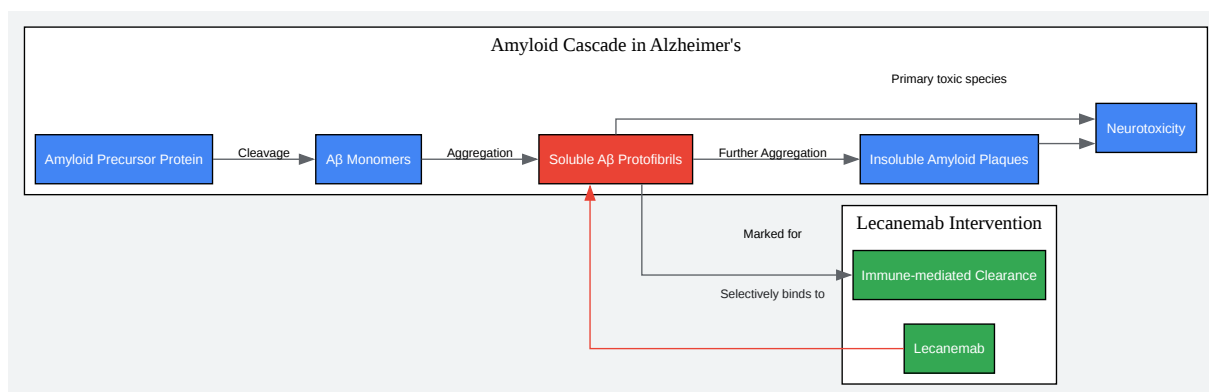 Amyloid Cascade in Alzheimer's
Primary toxic species
Neurotoxicity
Amyloid Precursor Protein
Cleavage
Aβ Monomers
Aggregation
Soluble Aβ Protofibrils
Further Aggregation
Insoluble Amyloid Plaques
Lecanemab Intervention
Marked for
Immune-mediated Clearance
Selectively binds to
Lecanemab